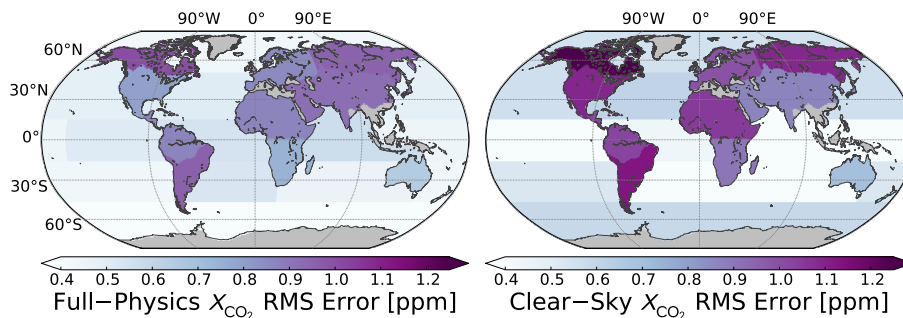 90°W 0° 90°E
60°N
30°N
0°
30°S
60°S
0.4 0.5 0.6 0.7 0.8 0.9 1.0 1.1 1.2
Full−Physics X_CO₂ RMS Error [ppm]
90°W 0° 90°E
0.4 0.5 0.6 0.7 0.8 0.9 1.0 1.1 1.2
Clear−Sky X_CO₂ RMS Error [ppm]